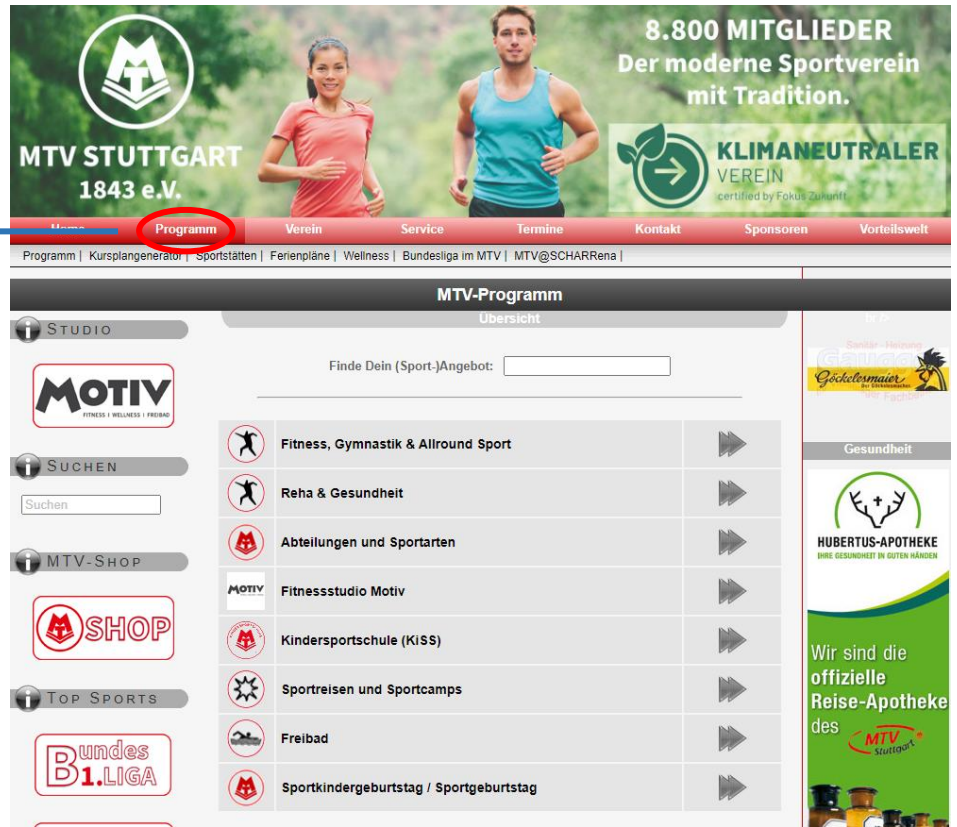 8.800 MITGLIEDER
Der moderne Sportverein
mit Tradition.
MTV STUTTGART
1843 e.V.
KLIMANEUTRALER
VEREIN
certified by Fokus Zukunft
Home Programm Verein Service Termine Kontakt Sponsoren Vorteilswelt
Programm | Kursplangenerator | Sportstätten | Ferienpläne | Wellness | Bundesliga im MTV | MTV@SCHARRena |
MTV-Programm
Übersicht
STUDIO
MOTIV
FITNESS | WELLNESS | FREIBAD
SUCHEN
Suchen
MTV-SHOP
SHOP
TOP SPORTS
Bundes
1.LIGA
Finde Dein (Sport-)Angebot:
Fitness, Gymnastik & Allround Sport
Reha & Gesundheit
Abteilungen und Sportarten
MOTIV
Fitnessstudio Motiv
Kindersportschule (KiSS)
Sportreisen und Sportcamps
Freibad
Sportkindergeburtstag / Sportgeburtstag
Sanitär - Heizung
Göckelesmaier
Gesundheit
HUBERTUS-APOTHEKE
IHRE GESUNDHEIT IN GUTEN HÄNDEN
Wir sind die
offizielle
Reise-Apotheke
des
MTV
Stuttgart